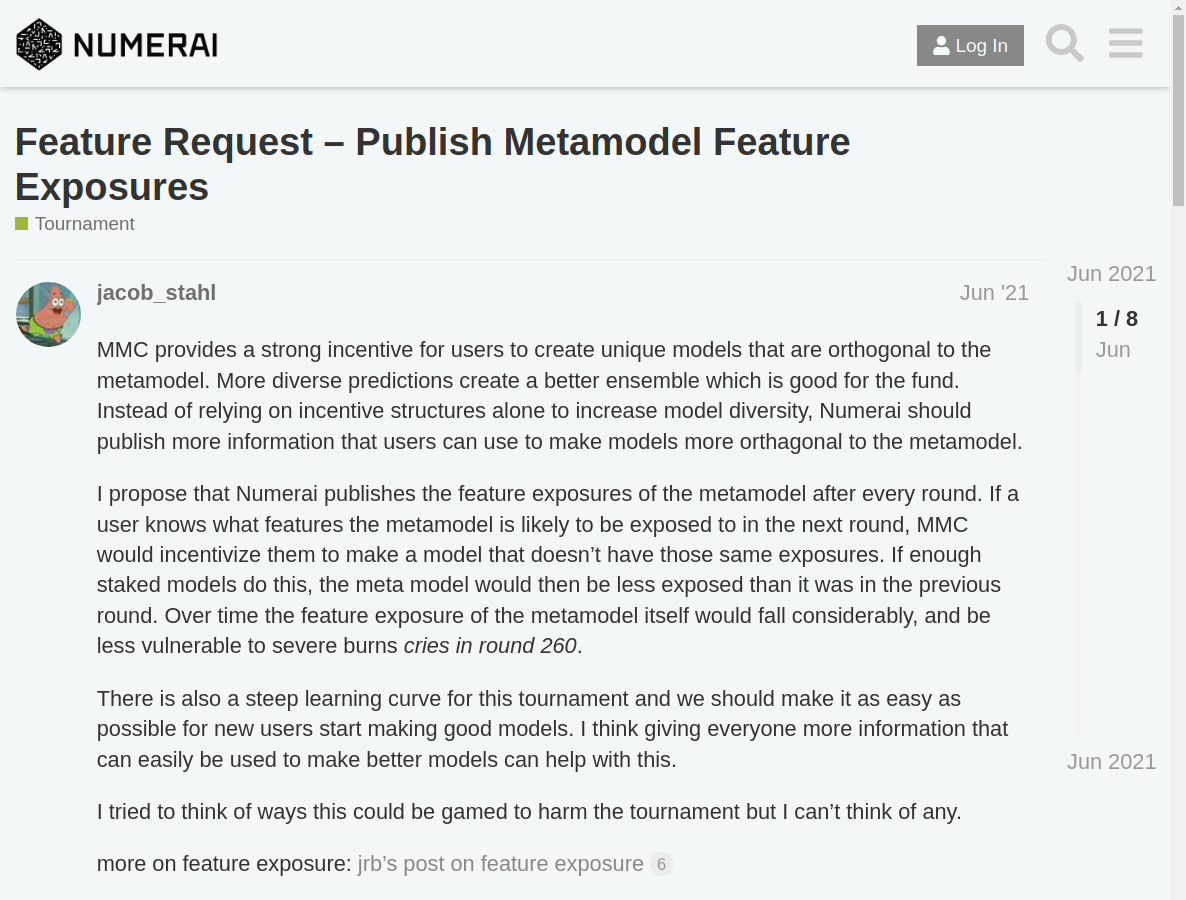 NUMERAI
Log In
Feature Request – Publish Metamodel Feature
Exposures
Tournament
jacob_stahl
Jun '21
MMC provides a strong incentive for users to create unique models that are orthogonal to the
metamodel. More diverse predictions create a better ensemble which is good for the fund.
Instead of relying on incentive structures alone to increase model diversity, Numerai should
publish more information that users can use to make models more orthagonal to the metamodel.
I propose that Numerai publishes the feature exposures of the metamodel after every round. If a
user knows what features the metamodel is likely to be exposed to in the next round, MMC
would incentivize them to make a model that doesn’t have those same exposures. If enough
staked models do this, the meta model would then be less exposed than it was in the previous
round. Over time the feature exposure of the metamodel itself would fall considerably, and be
less vulnerable to severe burns cries in round 260.
There is also a steep learning curve for this tournament and we should make it as easy as
possible for new users start making good models. I think giving everyone more information that
can easily be used to make better models can help with this.
I tried to think of ways this could be gamed to harm the tournament but I can’t think of any.
more on feature exposure: jrb’s post on feature exposure 6
Jun 2021
1 / 8
Jun
Jun 2021